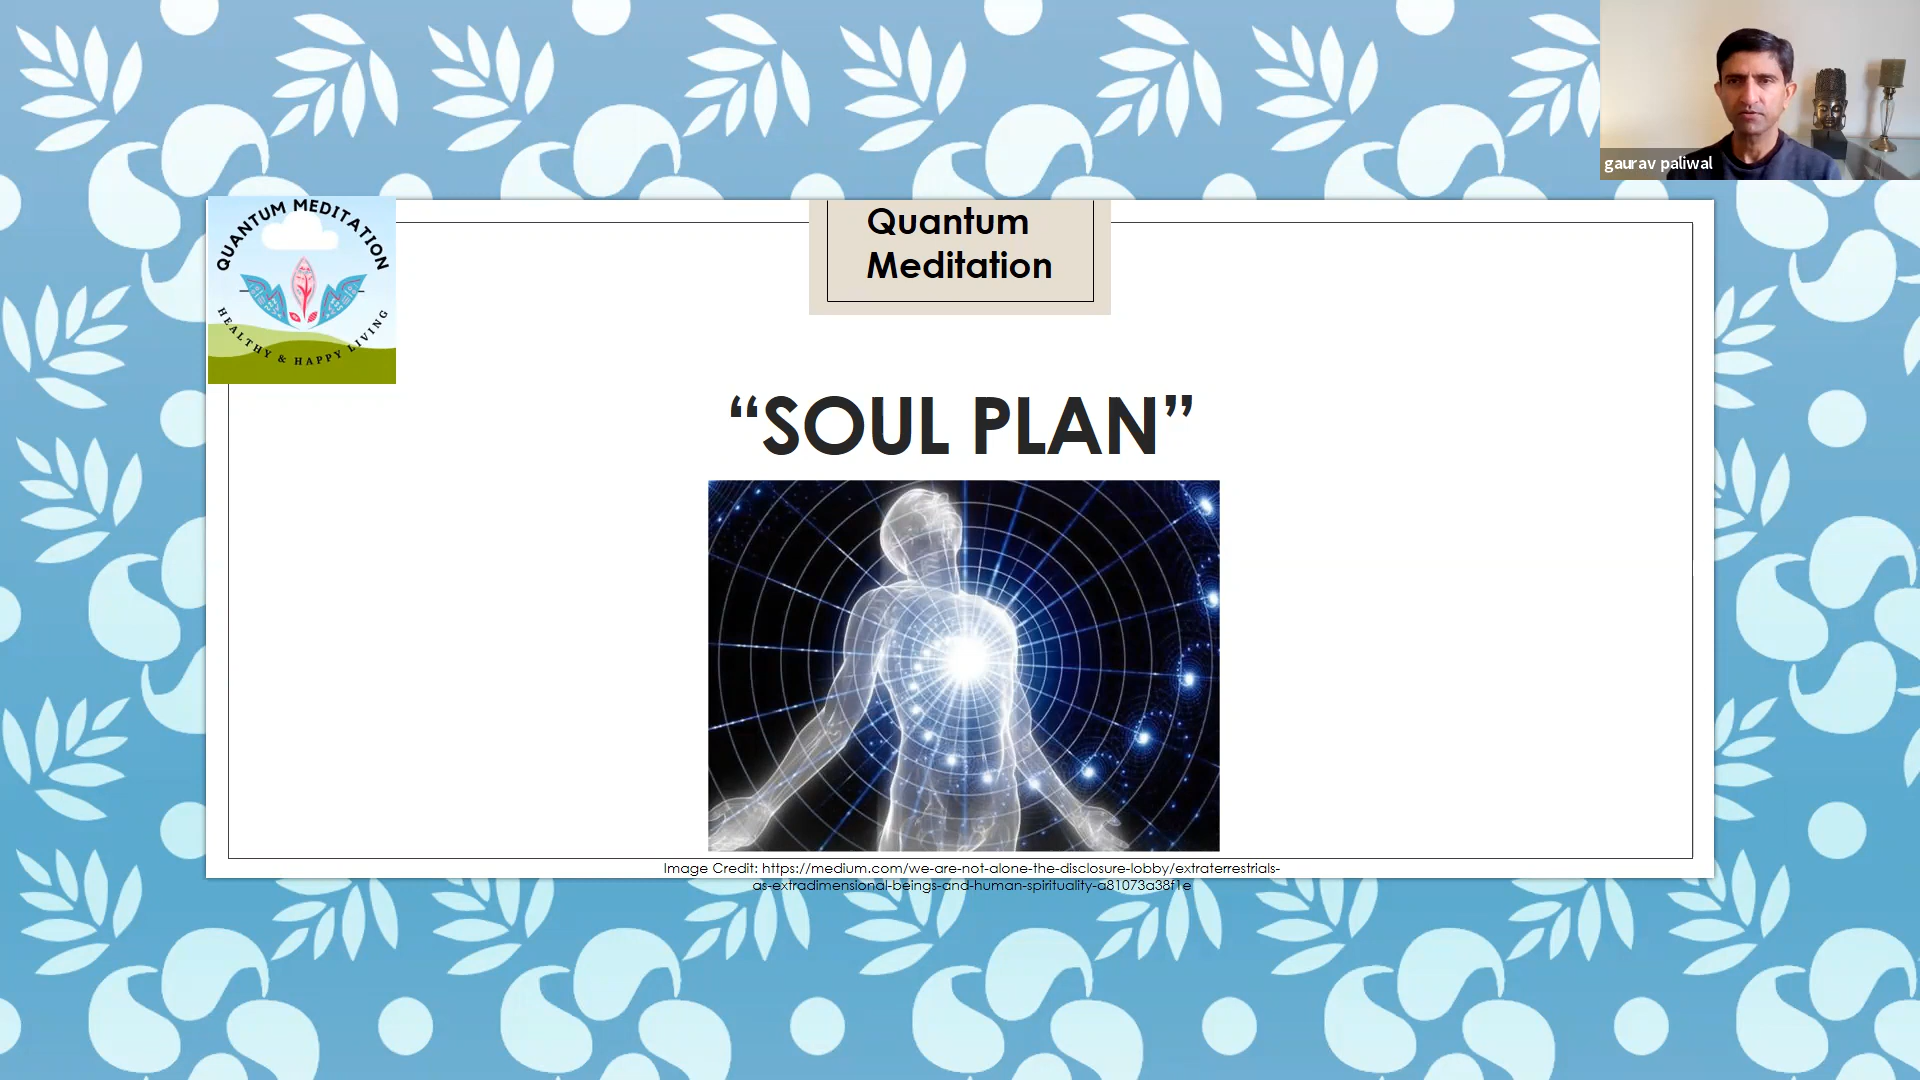 gaurav paliwal
QUANTUM MEDITATION
HEALTHY & HAPPY LIVING
Quantum
Meditation
“SOUL PLAN”
Image Credit: https://medium.com/we-are-not-alone-the-disclosure-lobby/extraterrestrials-
as-extradimensional-beings-and-human-spirituality-a81073a38f1e